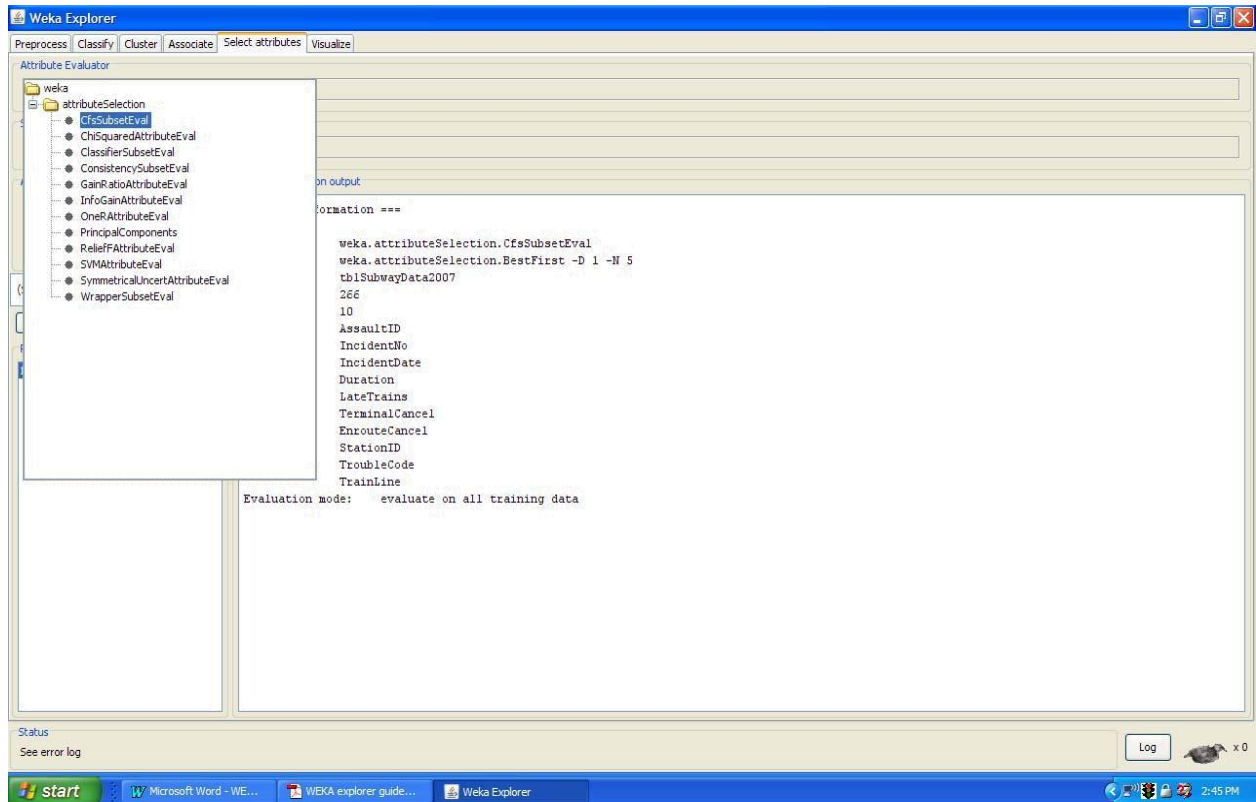 Weka Explorer
Preprocess Classify Cluster Associate Select attributes Visualize
Attribute Evaluator
weka
attributeSelection
CfsSubsetEval
ChiSquaredAttributeEval
ClassifierSubsetEval
ConsistencySubsetEval
GainRatioAttributeEval
InfoGainAttributeEval
OneRAttributeEval
PrincipalComponents
ReliefFAttributeEval
SVMAttributeEval
SymmetricalUncertAttributeEval
WrapperSubsetEval
on output
formation ===
weka.attributeSelection.CfsSubsetEval
weka.attributeSelection.BestFirst -D 1 -N 5
tblSubwayData2007
266
10
AssaultID
IncidentNo
IncidentDate
Duration
LateTrains
TerminalCancel
EnrouteCancel
StationID
TroubleCode
TrainLine
Evaluation mode: evaluate on all training data
Status
See error log
Log
x 0
start
Microsoft Word - WE...
WEKA explorer guide...
Weka Explorer
2:45 PM